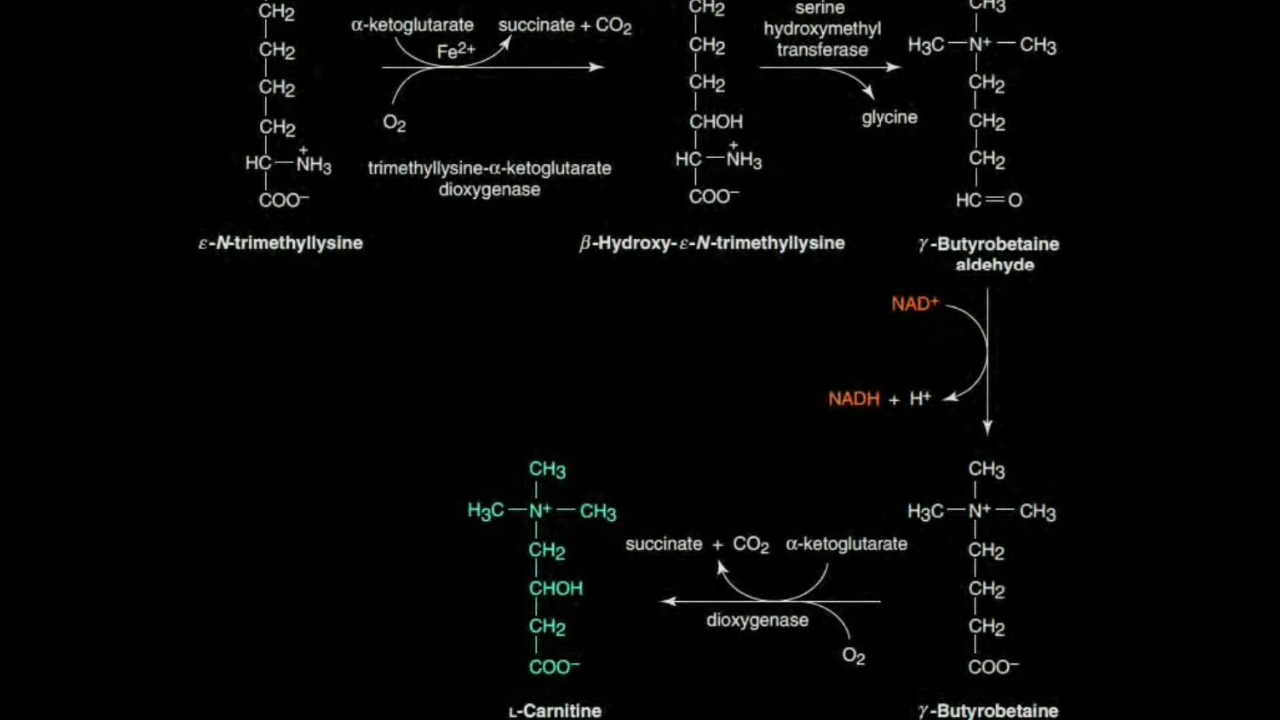 CH2
CH2
CH2
CH2
HC—NH3+
COO−
ε-N-trimethyllysine
α-ketoglutarate succinate + CO2
Fe2+
O2
trimethyllysine-α-ketoglutarate
dioxygenase
CH2
CH2
CH2
CHOH
HC—NH3+
COO−
β-Hydroxy-ε-N-trimethyllysine
serine
hydroxymethyl
transferase
glycine
CH3
H3C—N+—CH3
CH2
CH2
CH2
HC=O
γ-Butyrobetaine
aldehyde
NAD+
NADH + H+
CH3
H3C—N+—CH3
CH2
CH2
CH2
COO−
γ-Butyrobetaine
succinate + CO2 α-ketoglutarate
dioxygenase
O2
CH3
H3C—N+—CH3
CH2
CHOH
CH2
COO−
L-Carnitine